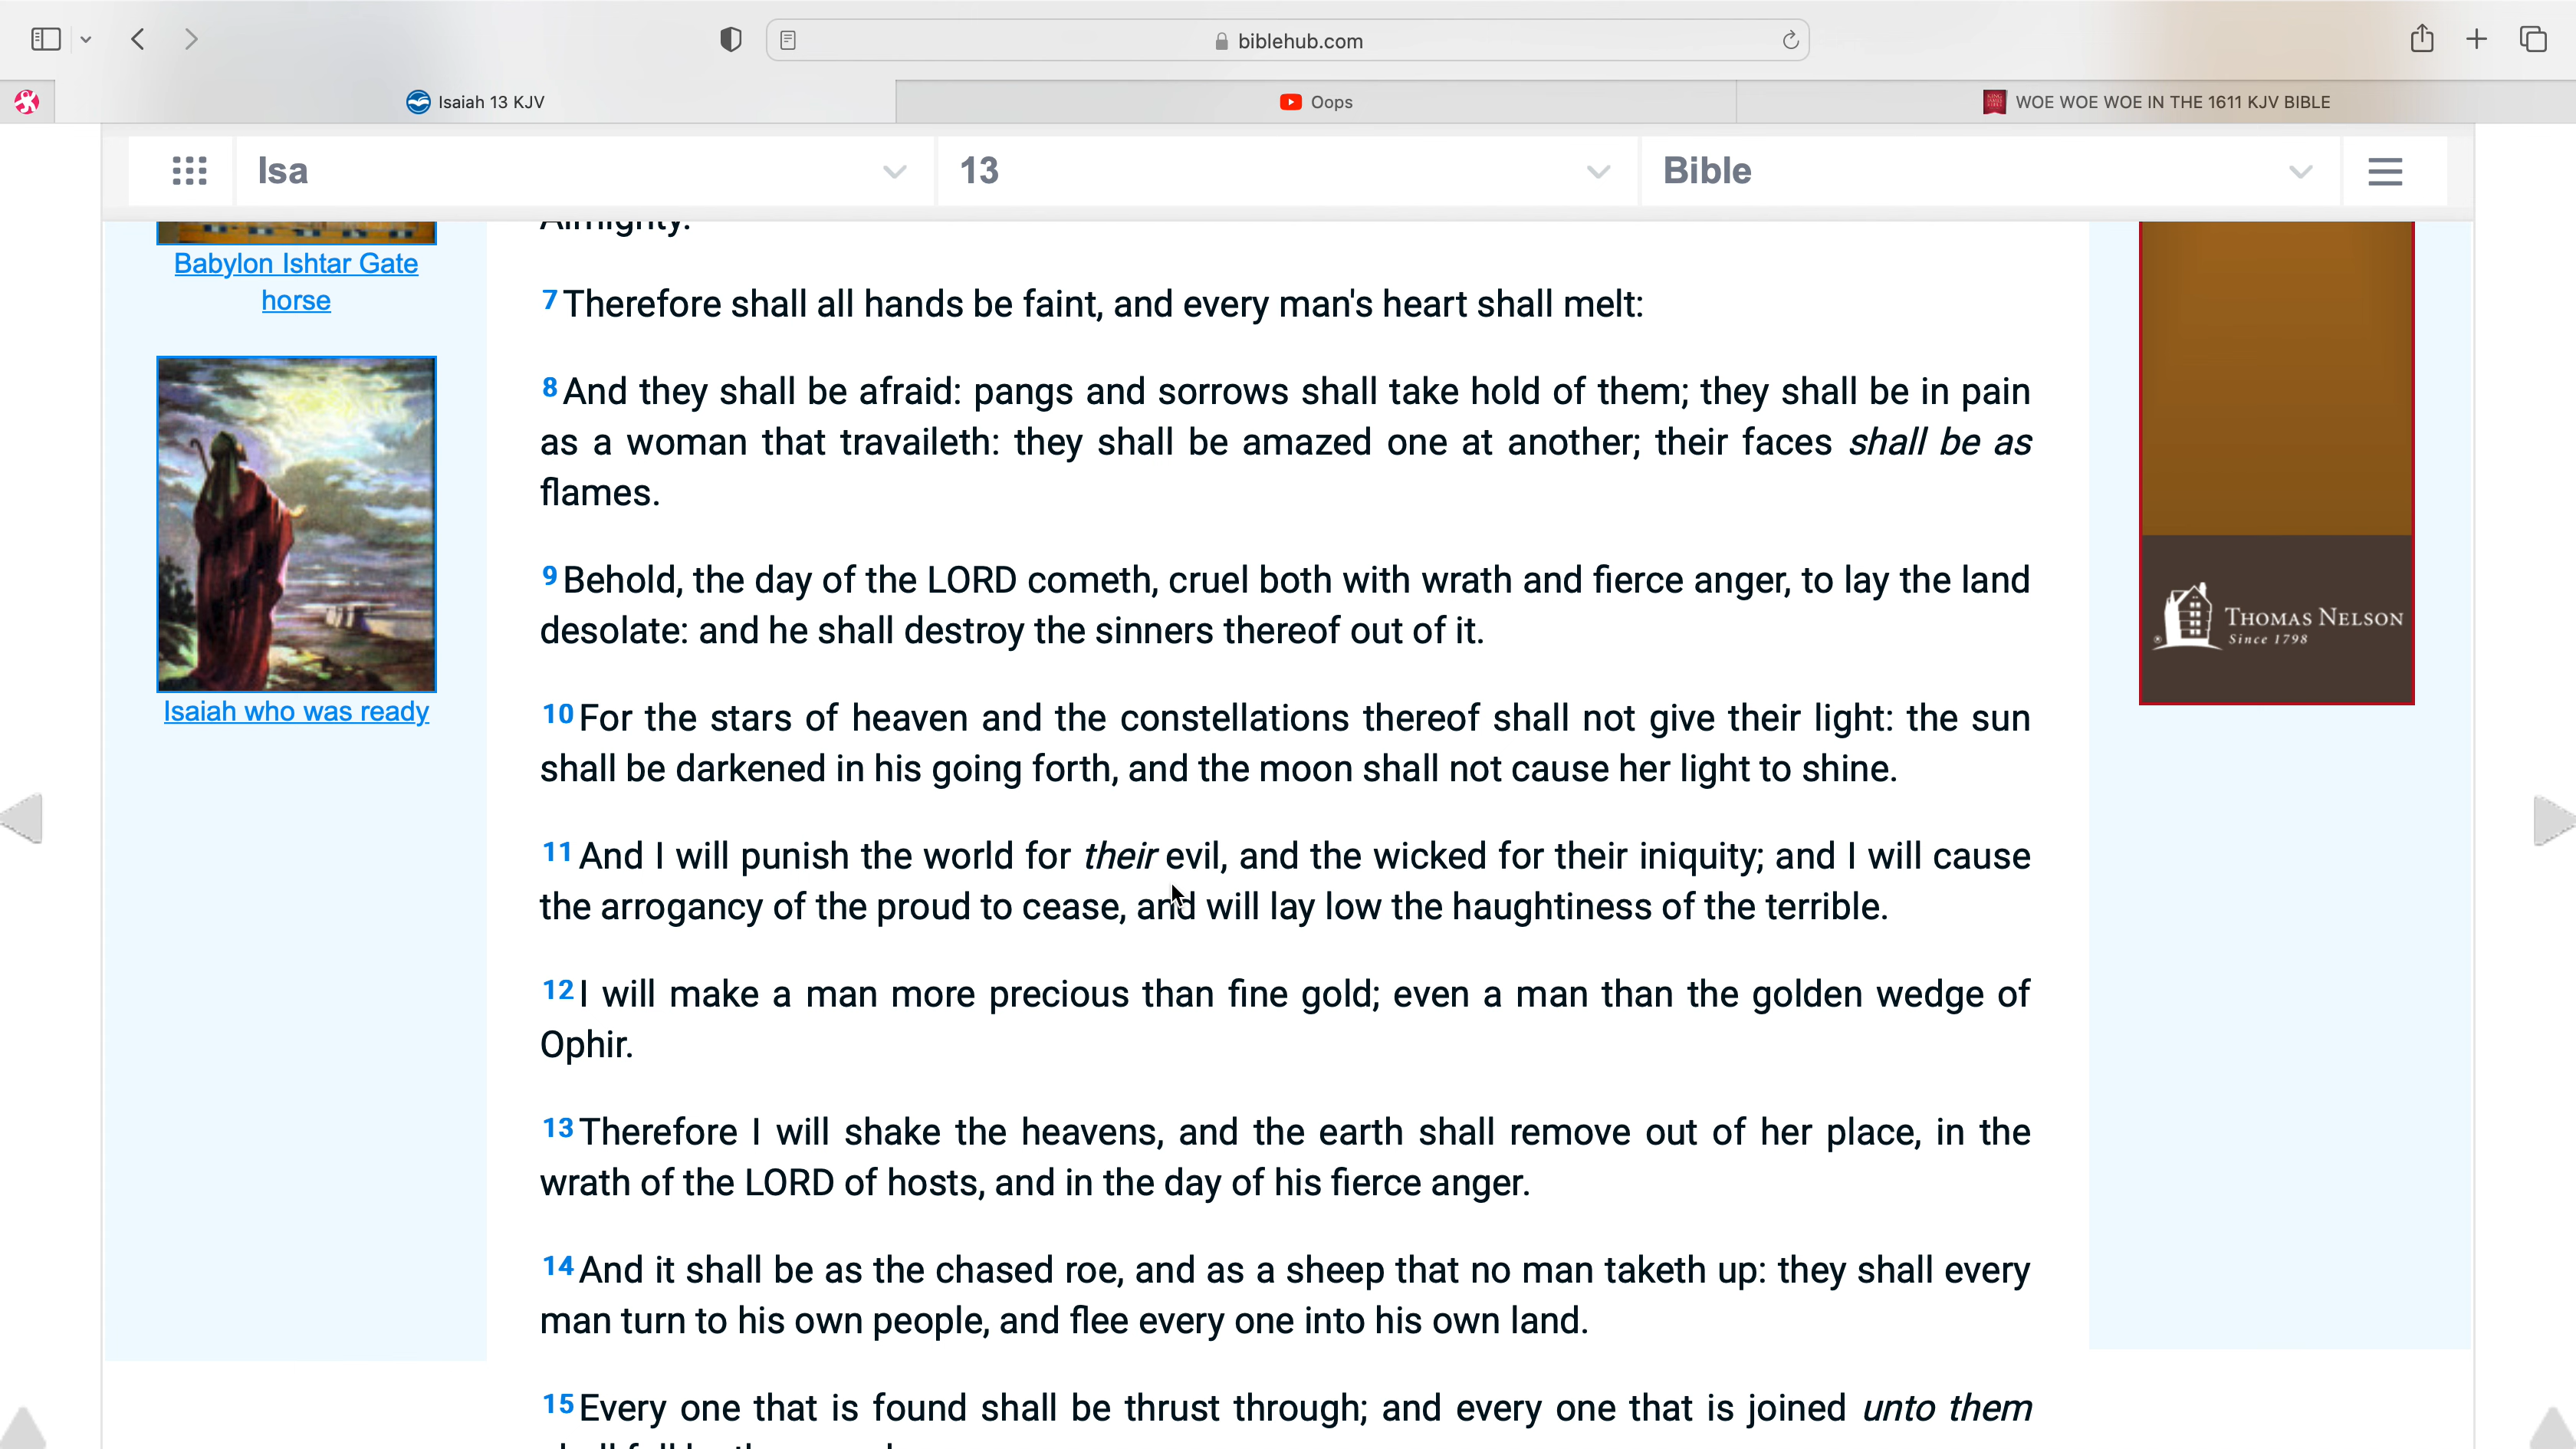 biblehub.com
Isaiah 13 KJV
Oops
WOE WOE WOE IN THE 1611 KJV BIBLE
Isa
13
Bible
Babylon Ishtar Gate
horse
Isaiah who was ready
Almighty.
7 Therefore shall all hands be faint, and every man's heart shall melt:
8 And they shall be afraid: pangs and sorrows shall take hold of them; they shall be in pain
as a woman that travaileth: they shall be amazed one at another; their faces shall be as
flames.
9 Behold, the day of the LORD cometh, cruel both with wrath and fierce anger, to lay the land
desolate: and he shall destroy the sinners thereof out of it.
10 For the stars of heaven and the constellations thereof shall not give their light: the sun
shall be darkened in his going forth, and the moon shall not cause her light to shine.
11 And I will punish the world for their evil, and the wicked for their iniquity; and I will cause
the arrogancy of the proud to cease, and will lay low the haughtiness of the terrible.
12 I will make a man more precious than fine gold; even a man than the golden wedge of
Ophir.
13 Therefore I will shake the heavens, and the earth shall remove out of her place, in the
wrath of the LORD of hosts, and in the day of his fierce anger.
14 And it shall be as the chased roe, and as a sheep that no man taketh up: they shall every
man turn to his own people, and flee every one into his own land.
15 Every one that is found shall be thrust through; and every one that is joined unto them
THOMAS NELSON
Since 1798